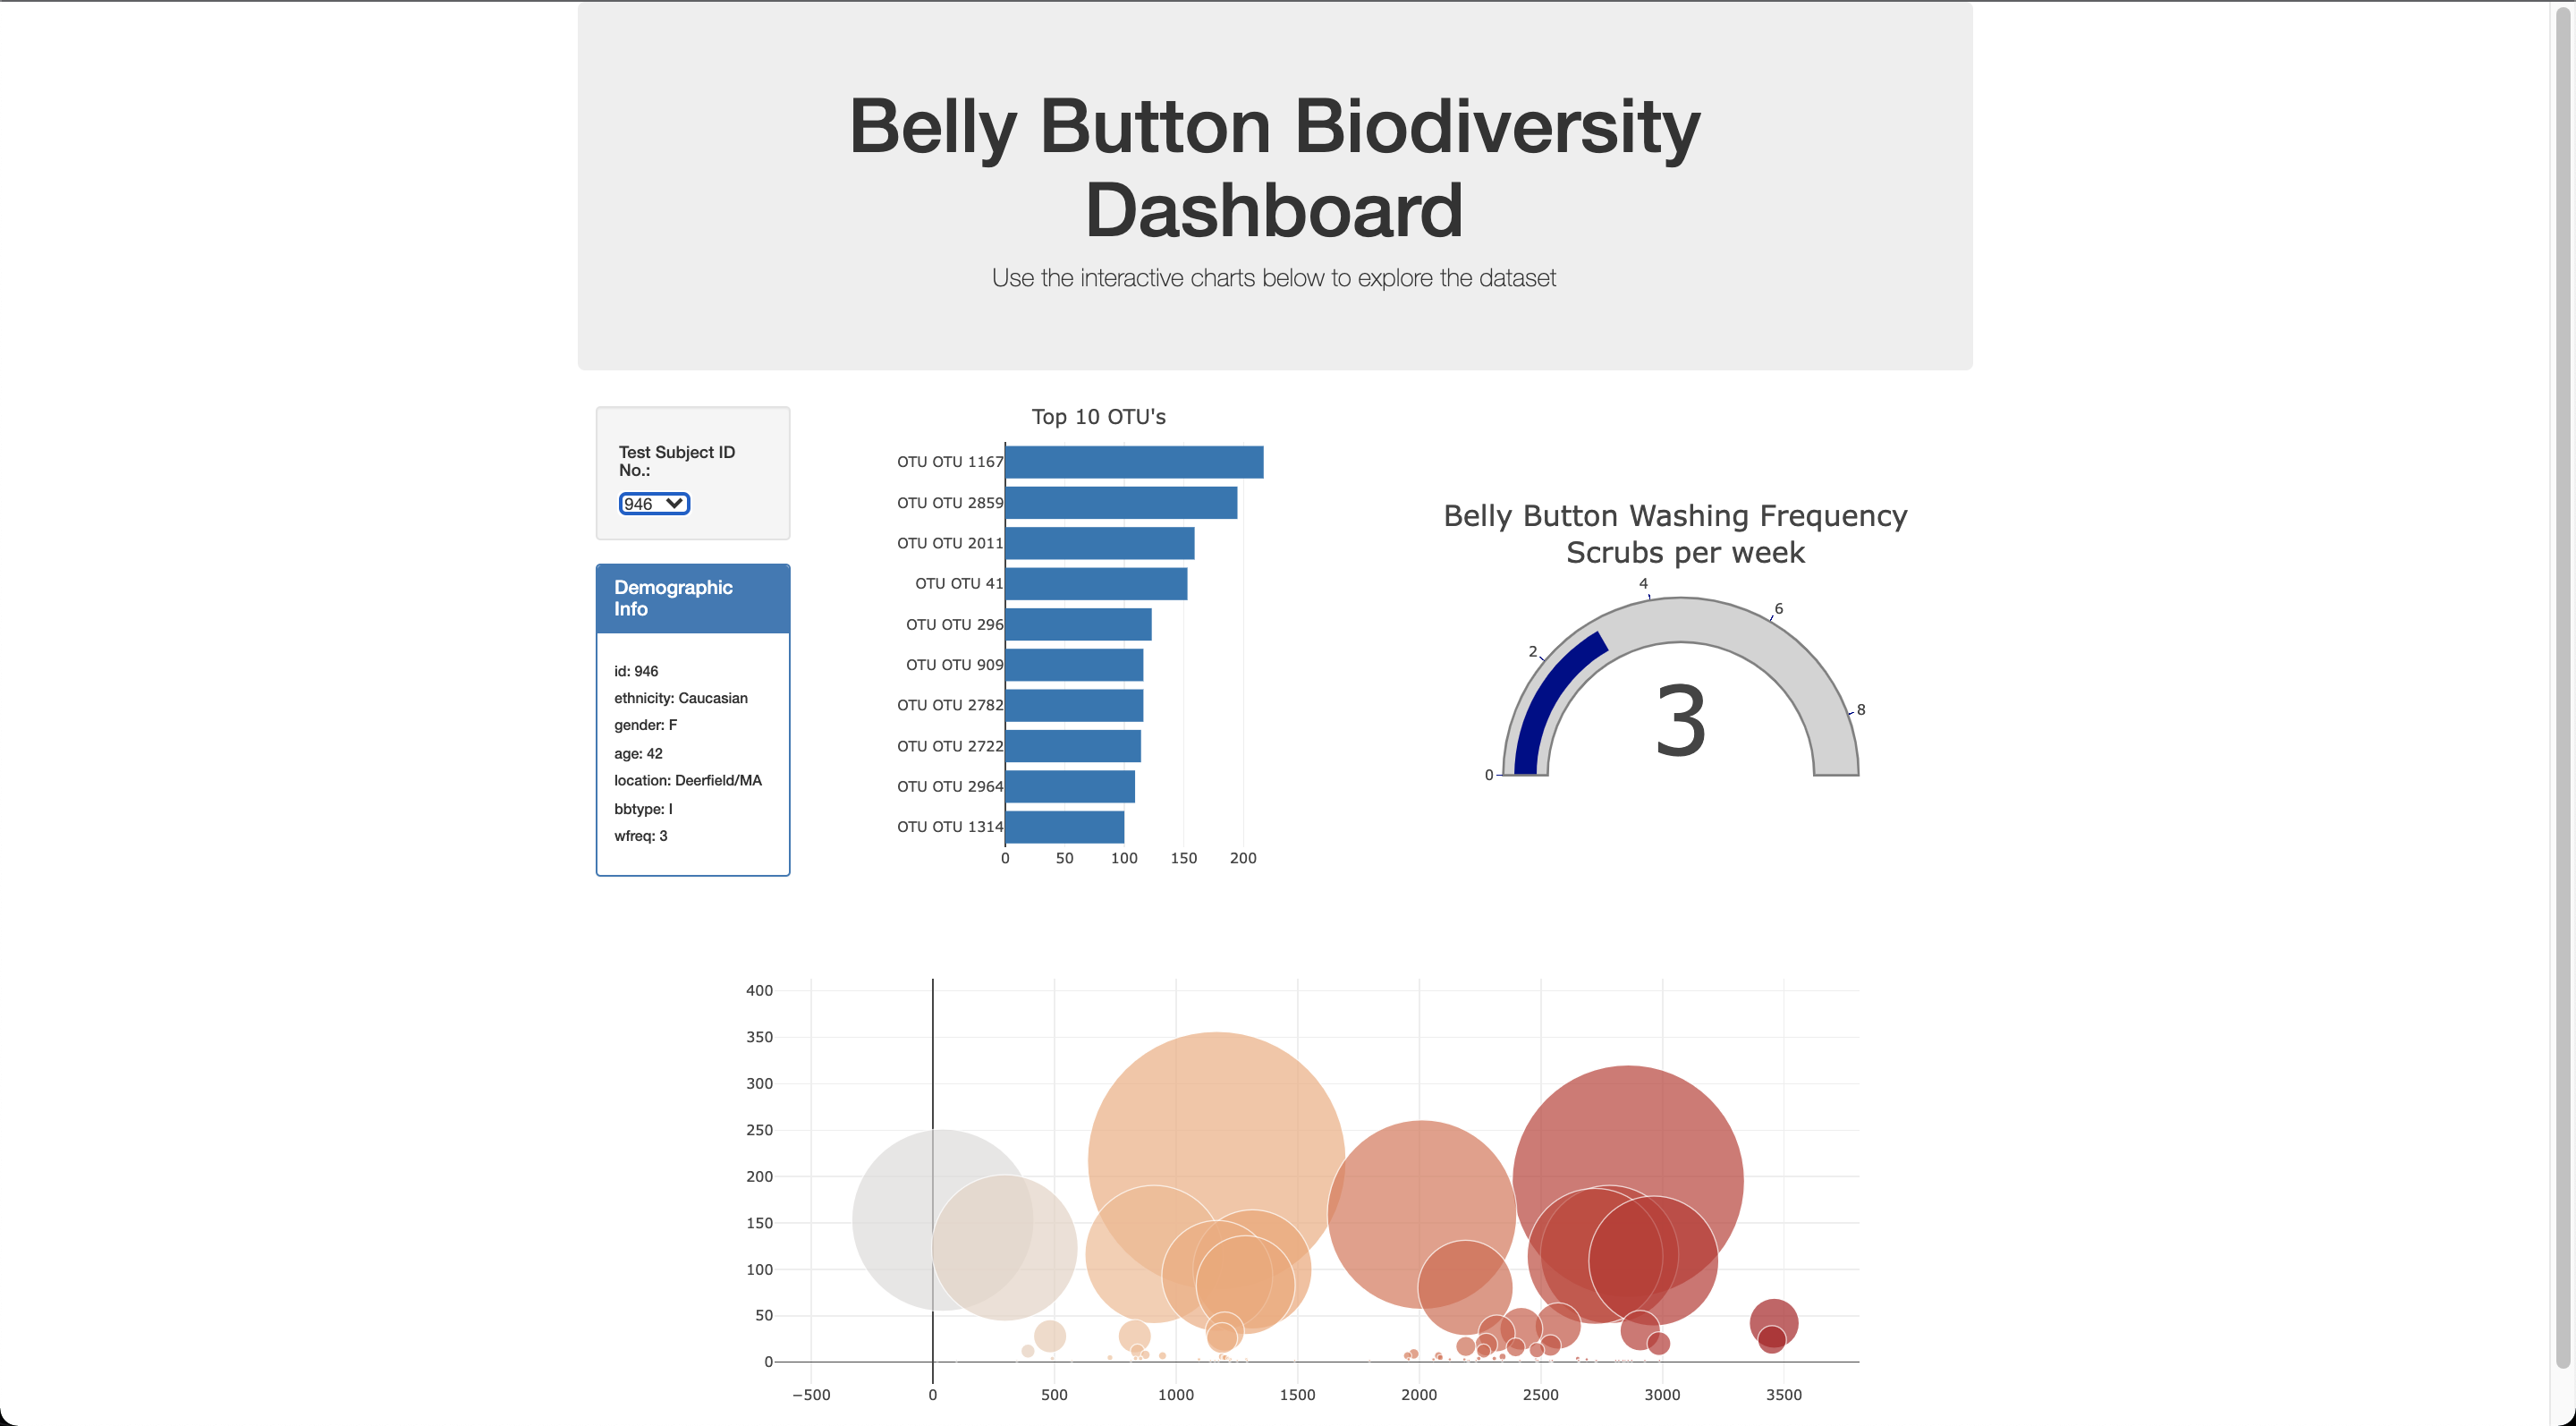 Belly Button Biodiversity
Dashboard
Use the interactive charts below to explore the dataset
Test Subject ID
No.:
946
Demographic
Info
id: 946
ethnicity: Caucasian
gender: F
age: 42
location: Deerfield/MA
bbtype: I
wfreq: 3
Top 10 OTU's
OTU OTU 1167
OTU OTU 2859
OTU OTU 2011
OTU OTU 41
OTU OTU 296
OTU OTU 909
OTU OTU 2782
OTU OTU 2722
OTU OTU 2964
OTU OTU 1314
0 50 100 150 200
Belly Button Washing Frequency
Scrubs per week
4
6
2
8
3
0
400
350
300
250
200
150
100
50
0
−500 0 500 1000 1500 2000 2500 3000 3500